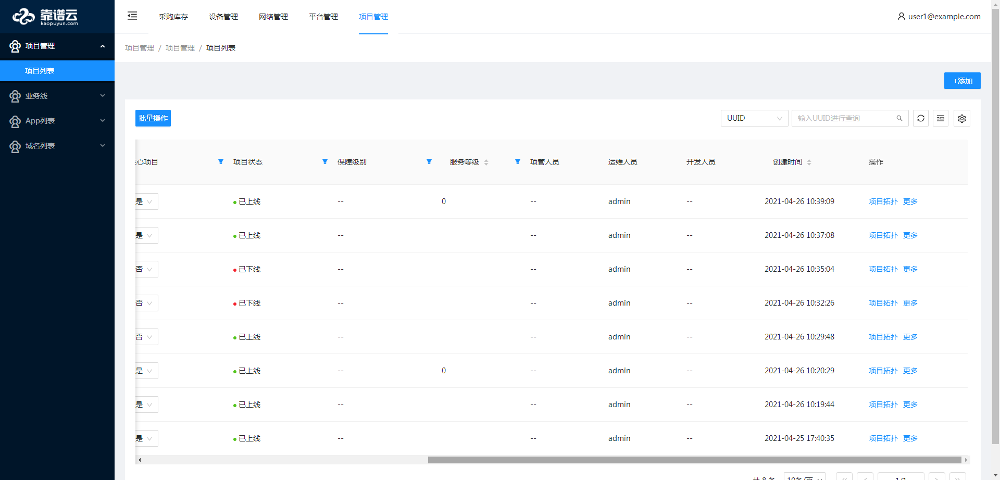 靠谱云
kaopuyun.com
采购库存 设备管理 网络管理 平台管理 项目管理
user1@example.com
项目管理
项目列表
业务线
App列表
域名列表
项目管理 / 项目管理 / 项目列表
+添加
批量操作
UUID
输入UUID进行查询
心项目 项目状态 保障级别 服务等级 项管人员 运维人员 开发人员 创建时间 操作
是 已上线 -- 0 -- admin -- 2021-04-26 10:39:09 项目拓扑 更多
是 已上线 -- -- admin -- 2021-04-26 10:37:08 项目拓扑 更多
否 已下线 -- -- admin -- 2021-04-26 10:35:04 项目拓扑 更多
否 已下线 -- -- admin -- 2021-04-26 10:32:26 项目拓扑 更多
否 已上线 -- -- admin -- 2021-04-26 10:29:48 项目拓扑 更多
是 已上线 -- 0 -- admin -- 2021-04-26 10:20:29 项目拓扑 更多
是 已上线 -- -- admin -- 2021-04-26 10:19:44 项目拓扑 更多
是 已上线 -- -- admin -- 2021-04-25 17:40:35 项目拓扑 更多
共 8 条 10条/页 1/1